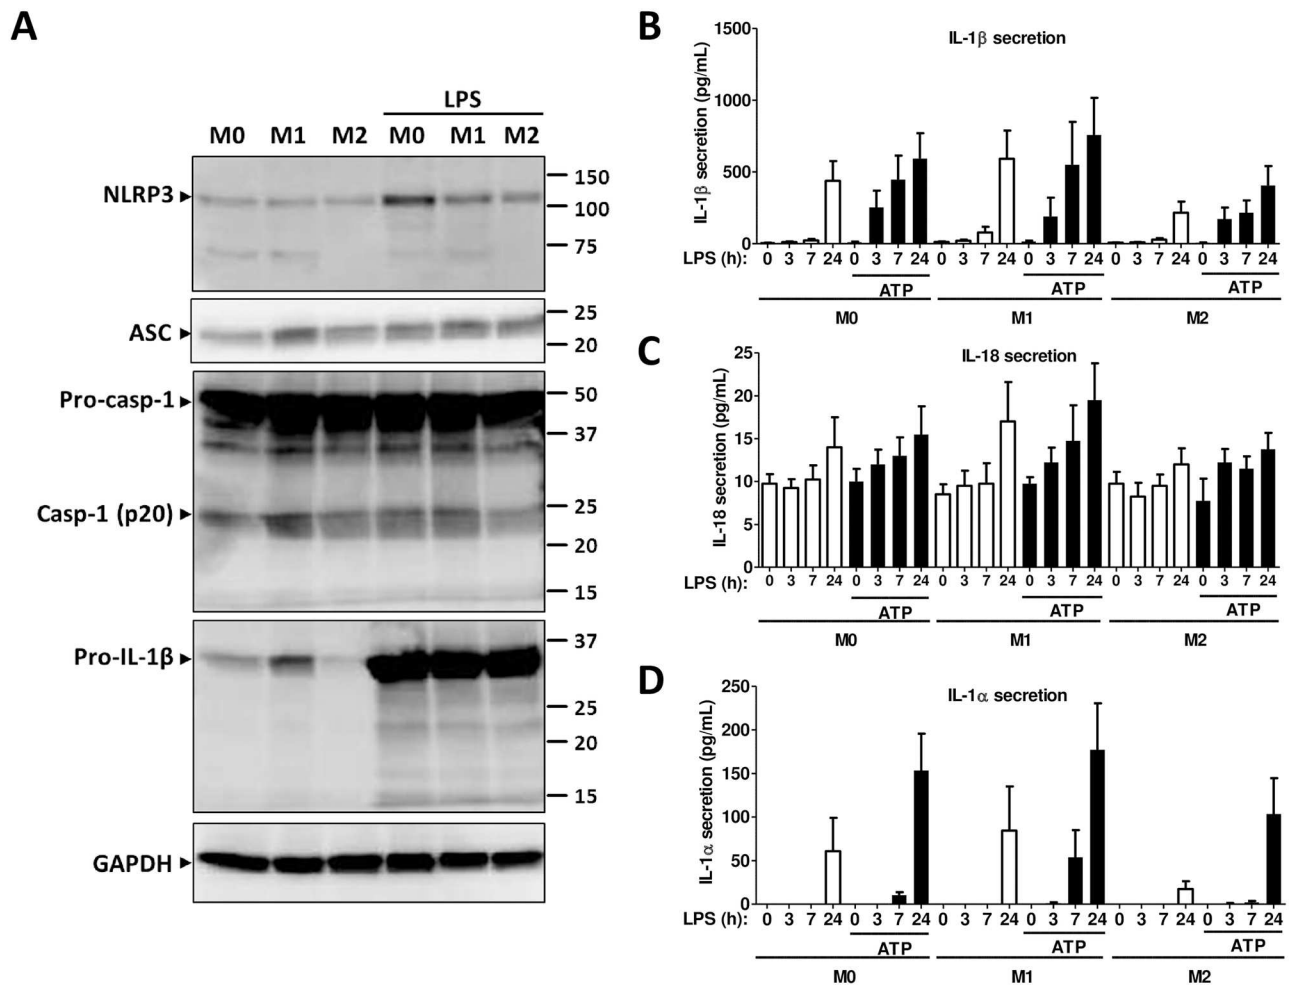 A
LPS
M0 M1 M2 M0 M1 M2
NLRP3
150
100
75
ASC
25
20
Pro-casp-1
50
37
Casp-1 (p20)
25
20
15
Pro-IL-1β
37
25
20
15
GAPDH
B
IL-1β secretion
IL-1β secretion (pg/mL)
1500
1000
500
0
LPS (h): 0 3 7 24 0 3 7 24 0 3 7 24 0 3 7 24 0 3 7 24 0 3 7 24
ATP ATP ATP
M0 M1 M2
C
IL-18 secretion
IL-18 secretion (pg/mL)
25
20
15
10
5
0
LPS (h): 0 3 7 24 0 3 7 24 0 3 7 24 0 3 7 24 0 3 7 24 0 3 7 24
ATP ATP ATP
M0 M1 M2
D
IL-1α secretion
IL-1α secretion (pg/mL)
250
200
150
100
50
0
LPS (h): 0 3 7 24 0 3 7 24 0 3 7 24 0 3 7 24 0 3 7 24 0 3 7 24
ATP ATP ATP
M0 M1 M2